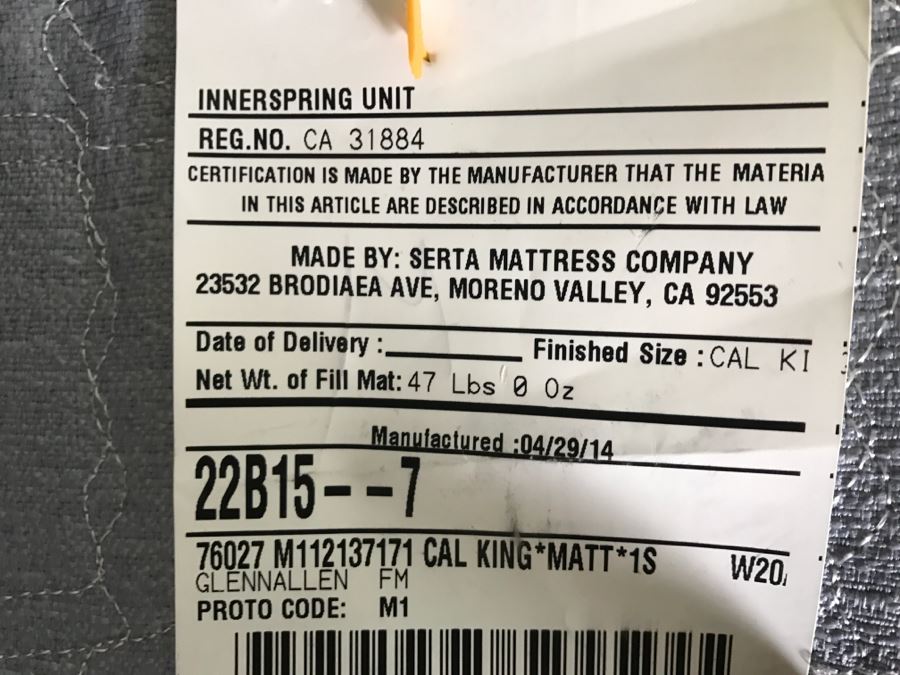 INNERSPRING UNIT
REG.NO. CA 31884
CERTIFICATION IS MADE BY THE MANUFACTURER THAT THE MATERIA
IN THIS ARTICLE ARE DESCRIBED IN ACCORDANCE WITH LAW
MADE BY: SERTA MATTRESS COMPANY
23532 BRODIAEA AVE, MORENO VALLEY, CA 92553
Date of Delivery :________ Finished Size : CAL KI
Net Wt. of Fill Mat: 47 Lbs 0 Oz
Manufactured :04/29/14
22B15- -7
76027 M112137171 CAL KING*MATT*1S W20
GLENNALLEN FM
PROTO CODE: M1